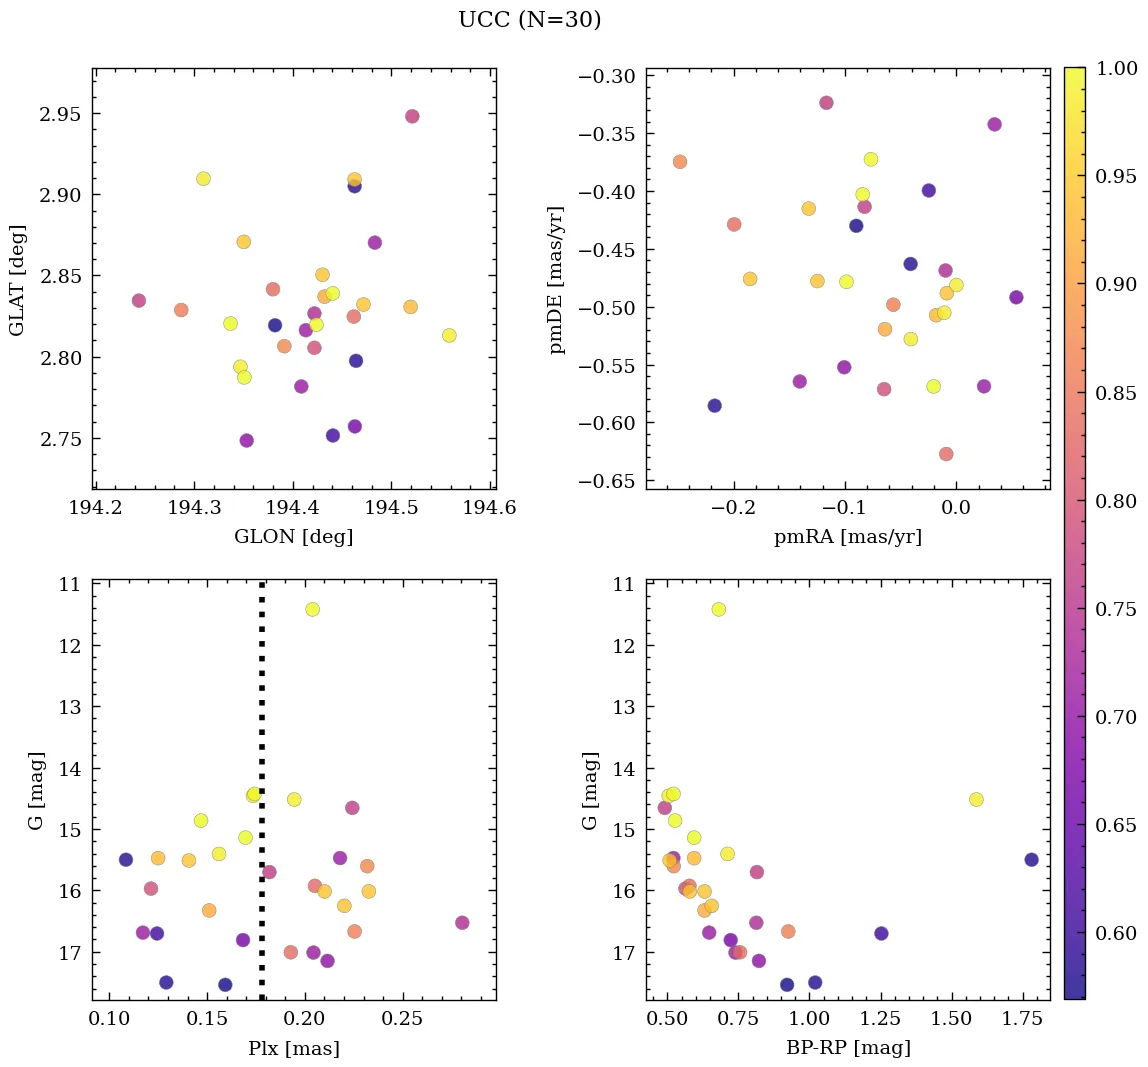 UCC (N=30)
2.95
2.90
2.85
2.80
2.75
GLAT [deg]
194.2 194.3 194.4 194.5 194.6
GLON [deg]
−0.30
−0.35
−0.40
−0.45
−0.50
−0.55
−0.60
−0.65
pmDE [mas/yr]
−0.2 −0.1 0.0
pmRA [mas/yr]
11
12
13
14
15
16
17
G [mag]
0.10 0.15 0.20 0.25
Plx [mas]
11
12
13
14
15
16
17
G [mag]
0.50 0.75 1.00 1.25 1.50 1.75
BP-RP [mag]
1.00
0.95
0.90
0.85
0.80
0.75
0.70
0.65
0.60